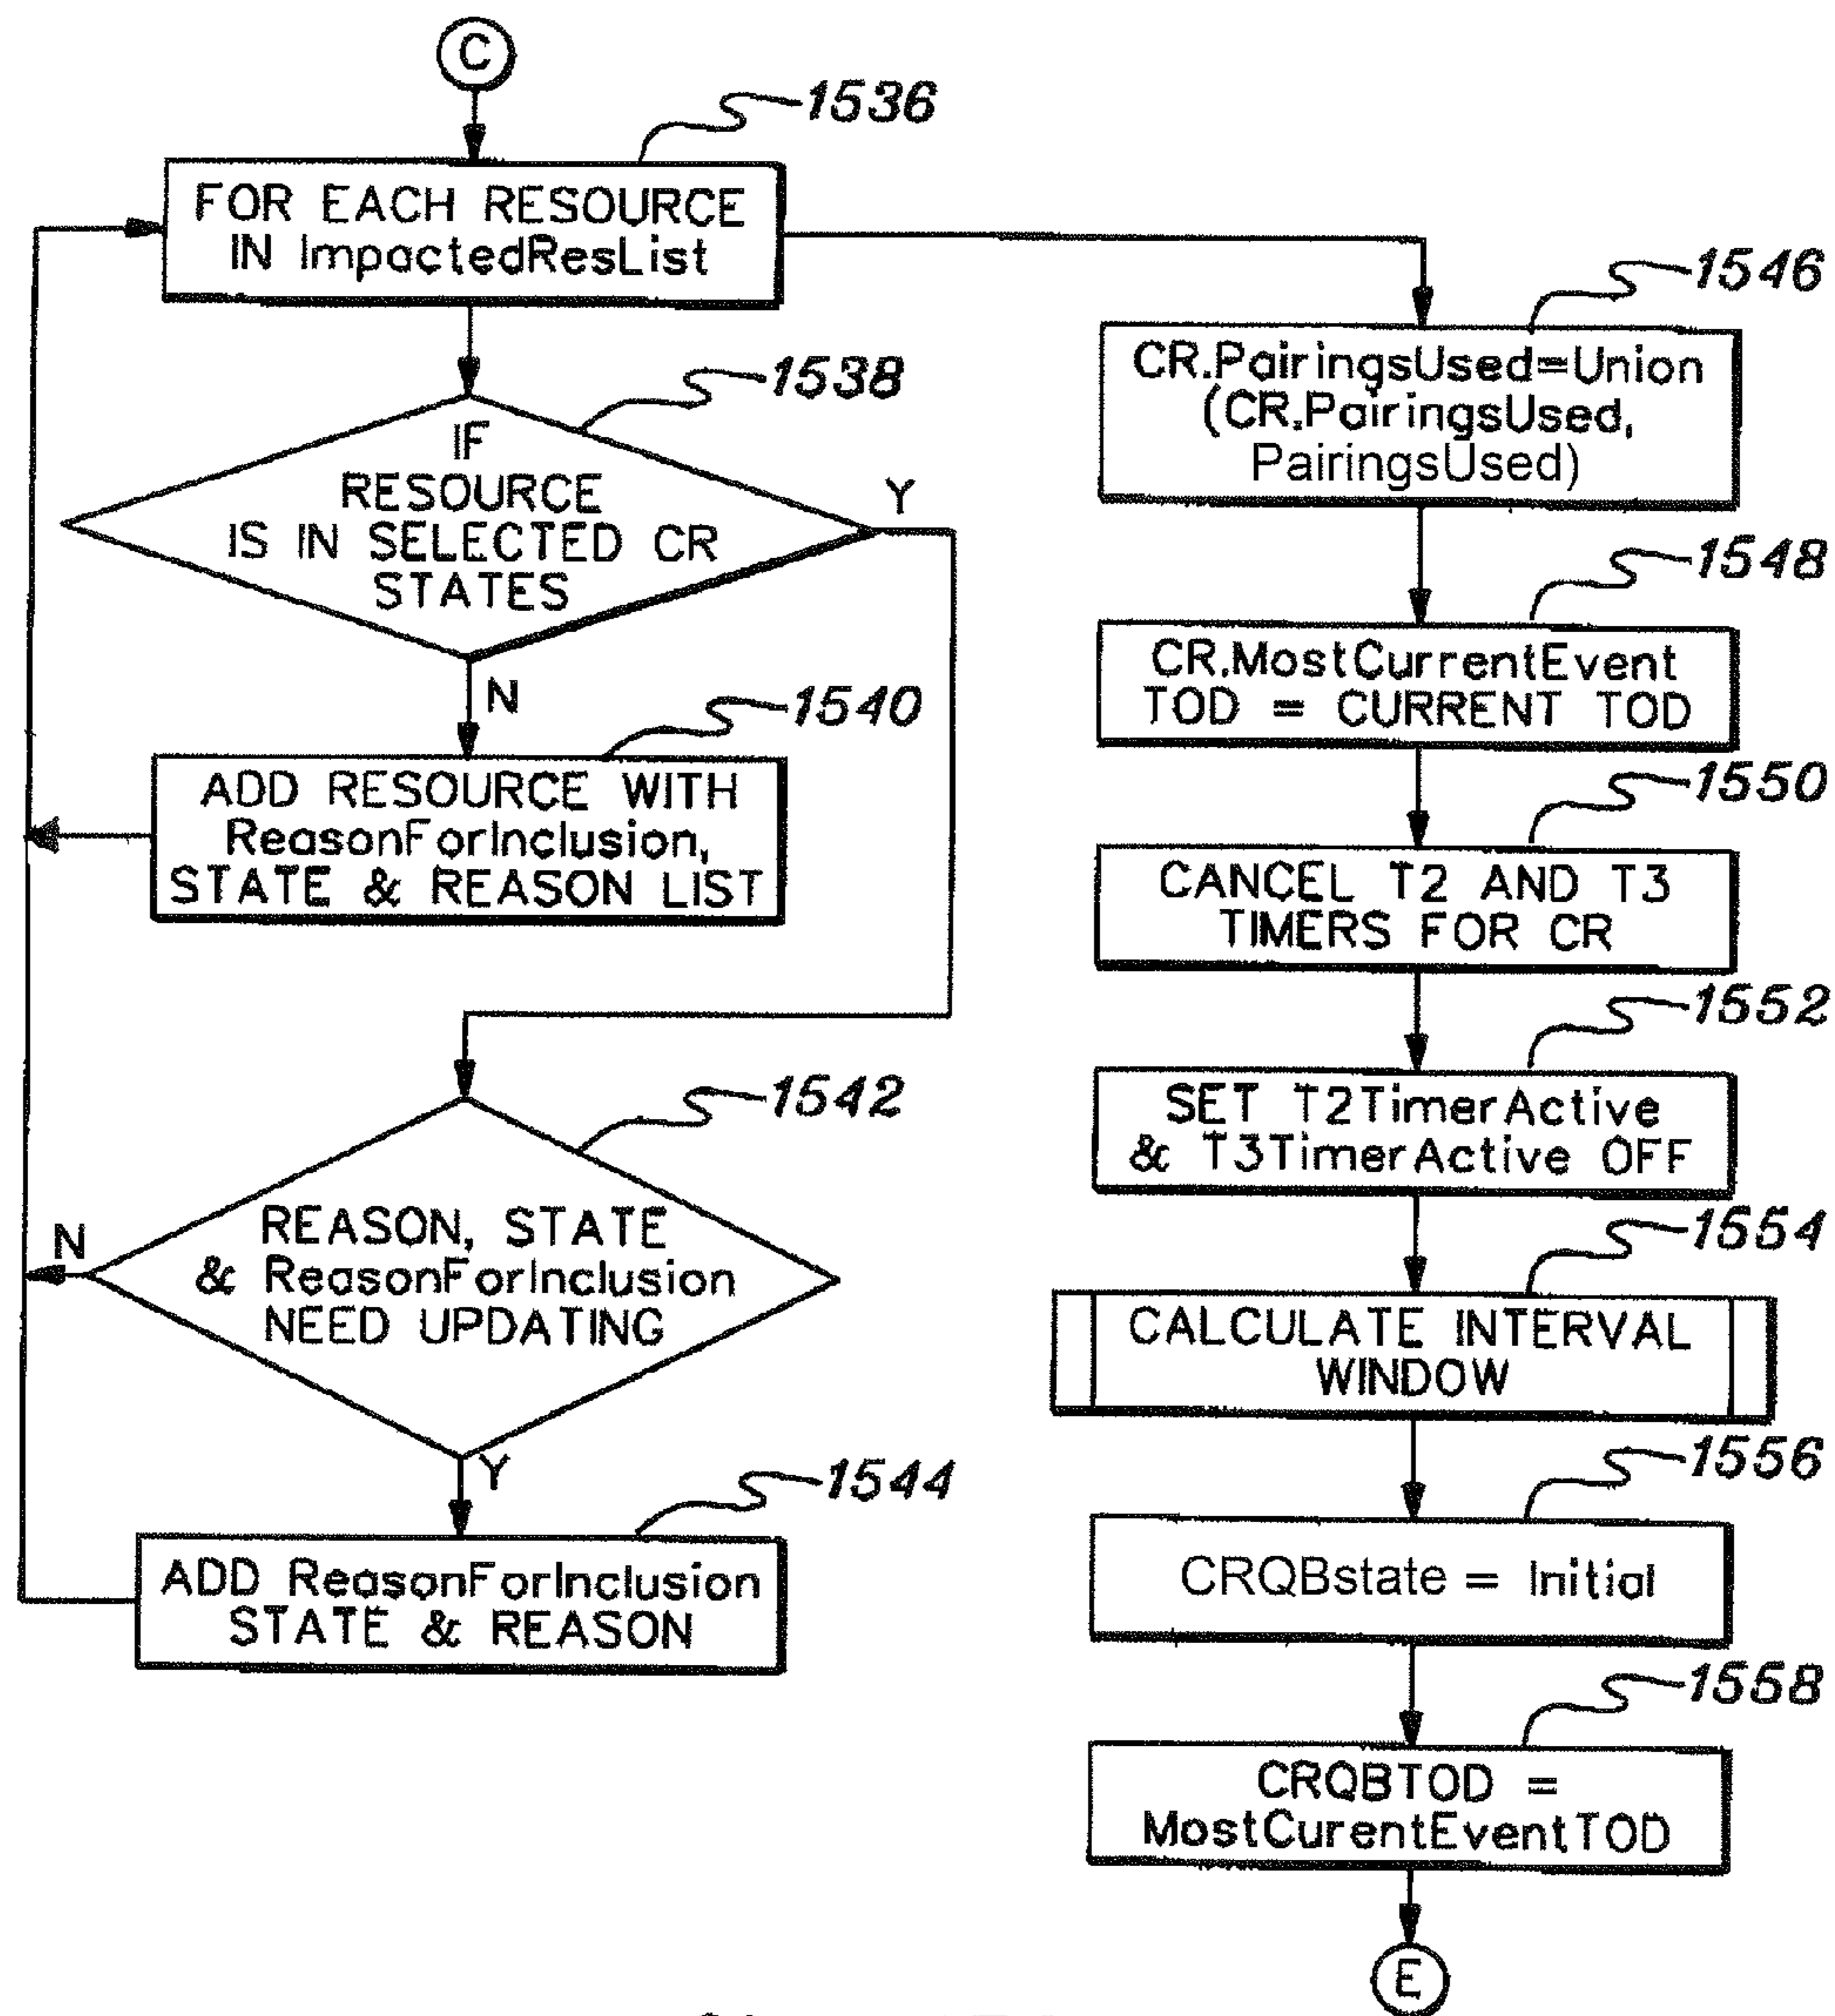 C
1536
FOR EACH RESOURCE
IN ImpactedResList
1538
IF
RESOURCE
IS IN SELECTED CR
STATES
Y
N
1540
ADD RESOURCE WITH
ReasonForInclusion,
STATE & REASON LIST
1542
REASON, STATE
& ReasonForInclusion
NEED UPDATING
N
Y
1544
ADD ReasonForInclusion
STATE & REASON
1546
CR.PairingsUsed=Union
(CR.PairingsUsed,
PairingsUsed)
1548
CR.MostCurrentEvent
TOD = CURRENT TOD
1550
CANCEL T2 AND T3
TIMERS FOR CR
1552
SET T2TimerActive
& T3TimerActive OFF
1554
CALCULATE INTERVAL
WINDOW
1556
CRQBstate = Initial
1558
CRQBTOD =
MostCurentEventTOD
E